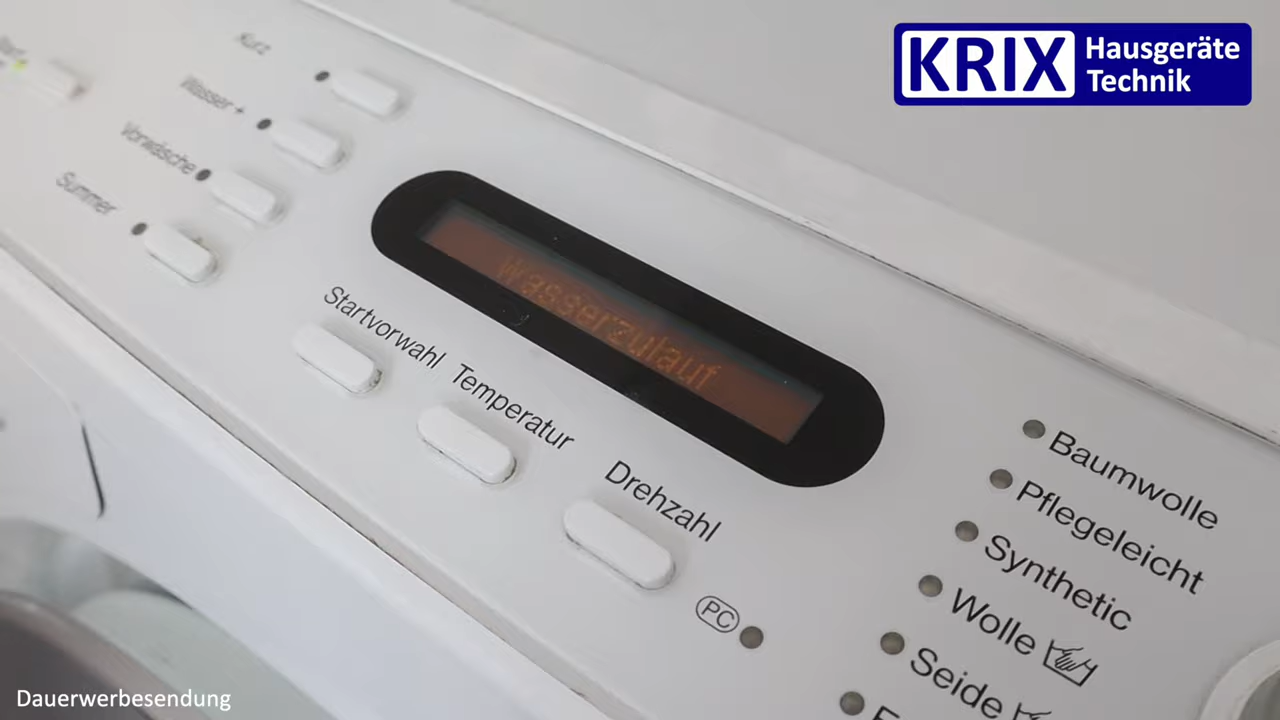 KRIX Hausgeräte
Technik
Kurz
Wasser +
Vorwäsche
Summer
Wasserzulauf
Startvorwahl
Temperatur
Drehzahl
PC
Baumwolle
Pflegeleicht
Synthetic
Wolle
Seide
Dauerwerbesendung